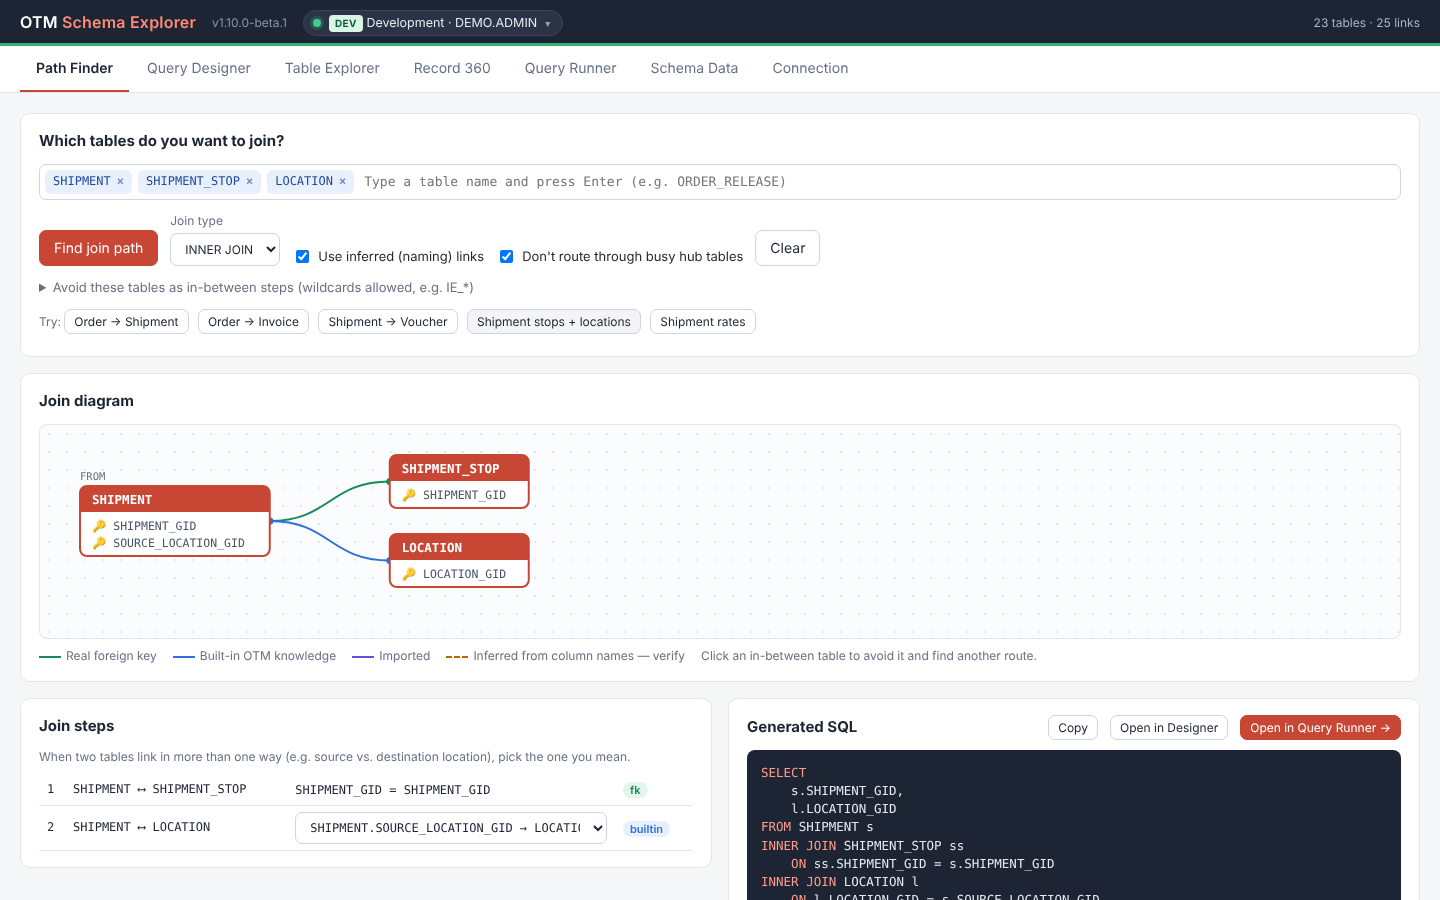 OTM Schema Explorer v1.10.0-beta.1 DEV Development · DEMO.ADMIN ▾ 23 tables · 25 links
Path Finder Query Designer Table Explorer Record 360 Query Runner Schema Data Connection
Which tables do you want to join?
SHIPMENT × SHIPMENT_STOP × LOCATION × Type a table name and press Enter (e.g. ORDER_RELEASE)
Join type
Find join path INNER JOIN Use inferred (naming) links Don't route through busy hub tables Clear
▶ Avoid these tables as in-between steps (wildcards allowed, e.g. IE_*)
Try: Order → Shipment Order → Invoice Shipment → Voucher Shipment stops + locations Shipment rates
Join diagram
FROM
SHIPMENT
SHIPMENT_GID
SOURCE_LOCATION_GID
SHIPMENT_STOP
SHIPMENT_GID
LOCATION
LOCATION_GID
Real foreign key Built-in OTM knowledge Imported Inferred from column names — verify Click an in-between table to avoid it and find another route.
Join steps
When two tables link in more than one way (e.g. source vs. destination location), pick the one you mean.
1 SHIPMENT ↔ SHIPMENT_STOP SHIPMENT_GID = SHIPMENT_GID fk
2 SHIPMENT ↔ LOCATION SHIPMENT.SOURCE_LOCATION_GID → LOCATI builtin
Generated SQL Copy Open in Designer Open in Query Runner →
SELECT
s.SHIPMENT_GID,
l.LOCATION_GID
FROM SHIPMENT s
INNER JOIN SHIPMENT_STOP ss
ON ss.SHIPMENT_GID = s.SHIPMENT_GID
INNER JOIN LOCATION l
ON l.LOCATION_GID = s.SOURCE_LOCATION_GID